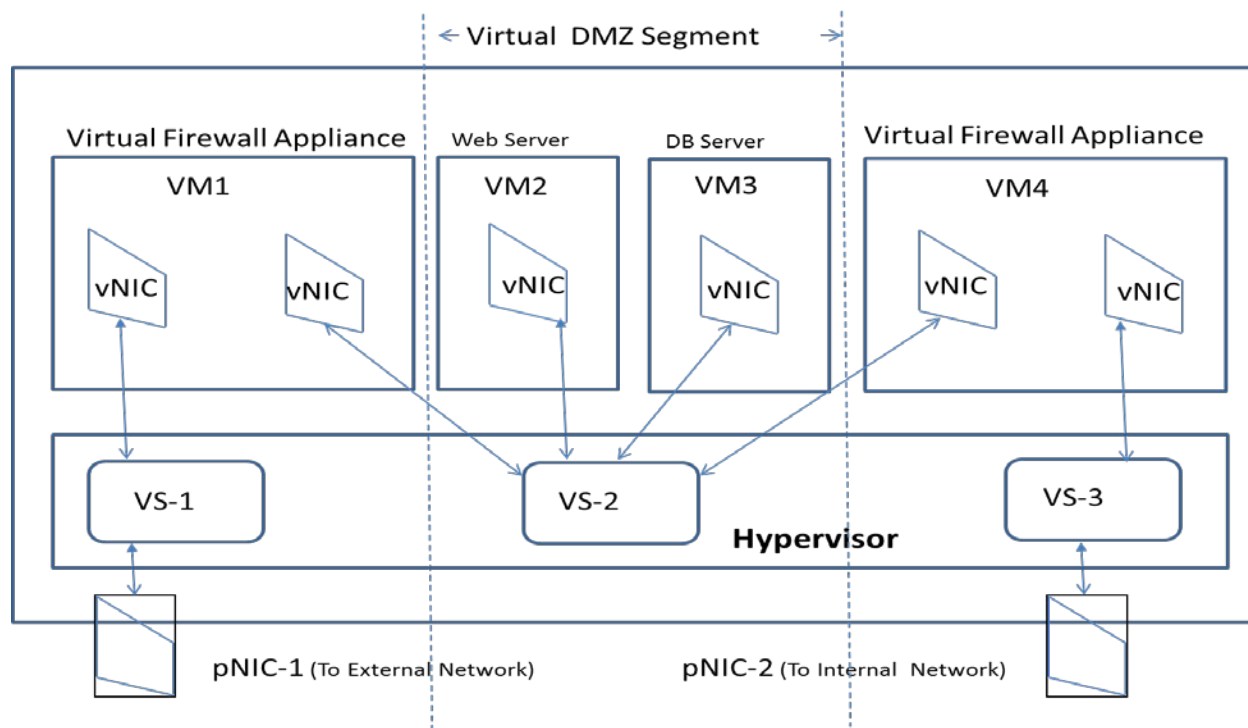 Virtual DMZ Segment
Virtual Firewall Appliance
Web Server
DB Server
Virtual Firewall Appliance
VM1
VM2
VM3
VM4
vNIC
vNIC
vNIC
vNIC
vNIC
vNIC
VS-1
VS-2
VS-3
Hypervisor
pNIC-1 (To External Network)
pNIC-2 (To Internal Network)